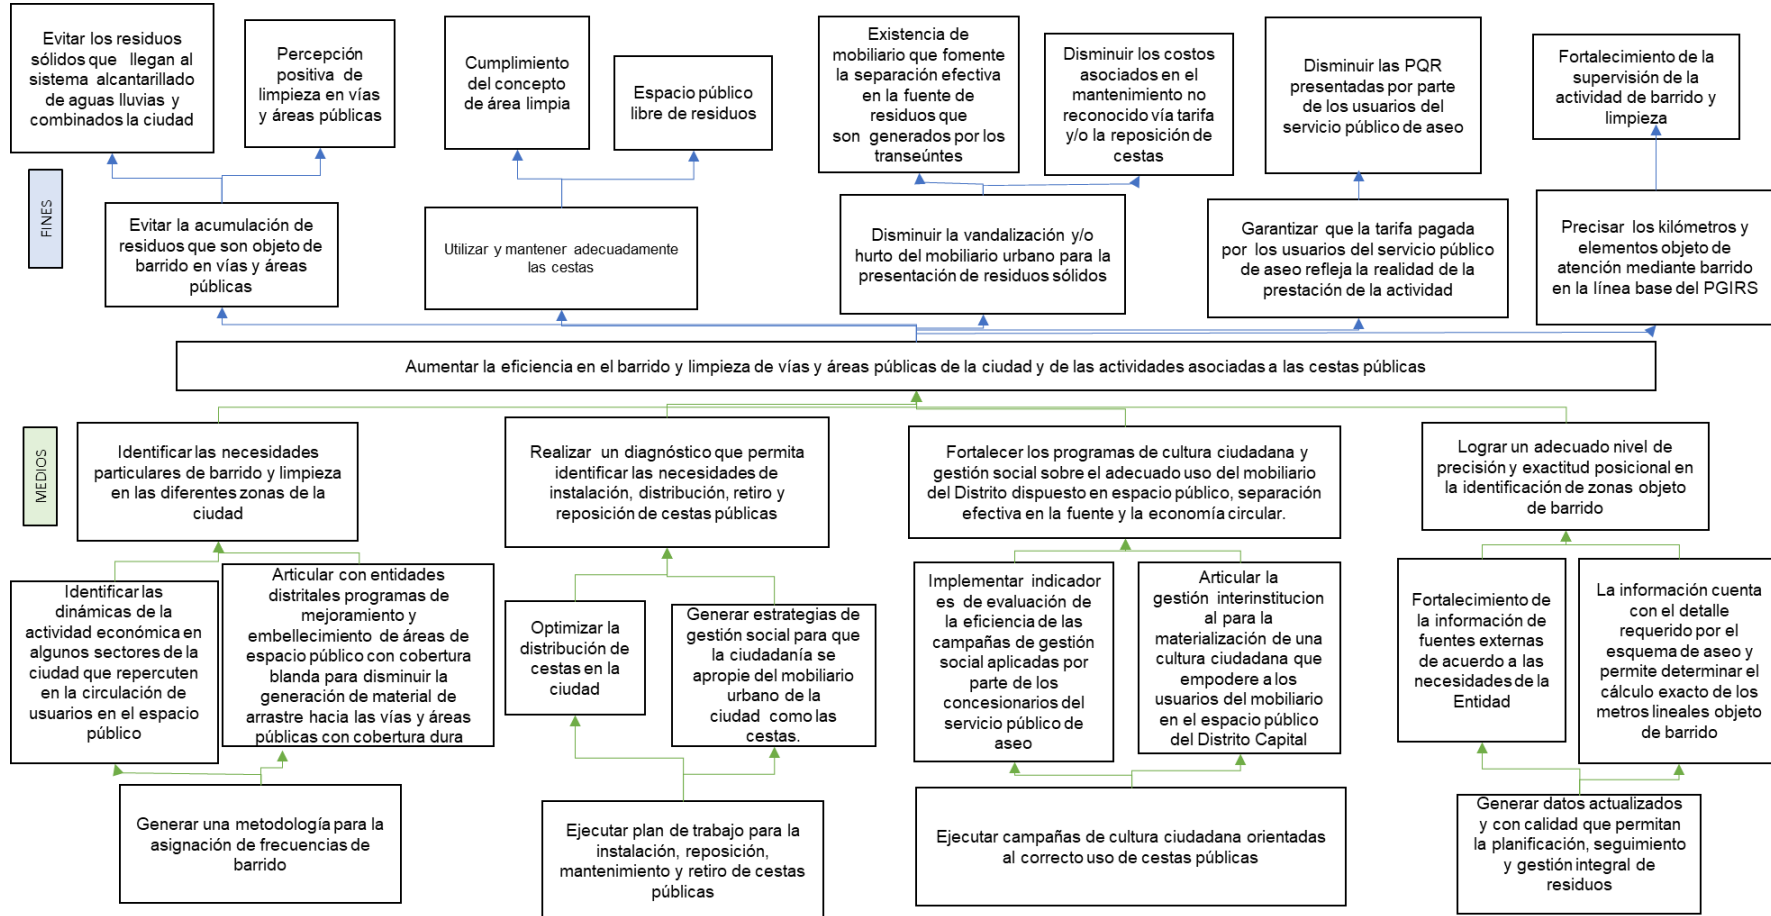 Evitar los residuos
sólidos que llegan al
sistema alcantarillado
de aguas lluvias y
combinados la ciudad
Percepción
positiva de
limpieza en vías
y áreas públicas
Cumplimiento
del concepto
de área limpia
Espacio público
libre de residuos
Existencia de
mobiliario que fomente
la separación efectiva
en la fuente de
residuos que
son generados por los
transeúntes
Disminuir los costos
asociados en el
mantenimiento no
reconocido vía tarifa
y/o la reposición de
cestas
Disminuir las PQR
presentadas por parte
de los usuarios del
servicio público de aseo
Fortalecimiento de la
supervisión de la
actividad de barrido y
limpieza
FINES
Evitar la acumulación de
residuos que son objeto de
barrido en vías y áreas
públicas
Utilizar y mantener adecuadamente
las cestas
Disminuir la vandalización y/o
hurto del mobiliario urbano para la
presentación de residuos sólidos
Garantizar que la tarifa pagada
por los usuarios del servicio público
de aseo refleja la realidad de la
prestación de la actividad
Precisar los kilómetros y
elementos objeto de
atención mediante barrido
en la línea base del PGIRS
Aumentar la eficiencia en el barrido y limpieza de vías y áreas públicas de la ciudad y de las actividades asociadas a las cestas públicas
MEDIOS
Identificar las necesidades
particulares de barrido y limpieza
en las diferentes zonas de la
ciudad
Realizar un diagnóstico que permita
identificar las necesidades de
instalación, distribución, retiro y
reposición de cestas públicas
Fortalecer los programas de cultura ciudadana y
gestión social sobre el adecuado uso del mobiliario
del Distrito dispuesto en espacio público, separación
efectiva en la fuente y la economía circular.
Lograr un adecuado nivel de
precisión y exactitud posicional en
la identificación de zonas objeto
de barrido
Identificar las
dinámicas de la
actividad económica en
algunos sectores de la
ciudad que repercuten
en la circulación de
usuarios en el espacio
público
Articular con entidades
distritales programas de
mejoramiento y
embellecimiento de áreas de
espacio público con cobertura
blanda para disminuir la
generación de material de
arrastre hacia las vías y áreas
públicas con cobertura dura
Optimizar la
distribución de
cestas en la
ciudad
Generar estrategias de
gestión social para que
la ciudadanía se
apropie del mobiliario
urbano de la
ciudad como las
cestas.
Implementar indicador
es de evaluación de
la eficiencia de las
campañas de gestión
social aplicadas por
parte de los
concesionarios del
servicio público de
aseo
Articular la
gestión interinstitucion
al para la
materialización de una
cultura ciudadana que
empodere a los
usuarios del mobiliario
en el espacio público
del Distrito Capital
Fortalecimiento de
la información de
fuentes externas
de acuerdo a las
necesidades de la
Entidad
La información cuenta
con el detalle
requerido por el
esquema de aseo y
permite determinar el
cálculo exacto de los
metros lineales objeto
de barrido
Generar una metodología para la
asignación de frecuencias de
barrido
Ejecutar plan de trabajo para la
instalación, reposición,
mantenimiento y retiro de cestas
públicas
Ejecutar campañas de cultura ciudadana orientadas
al correcto uso de cestas públicas
Generar datos actualizados
y con calidad que permitan
la planificación, seguimiento
y gestión integral de
residuos